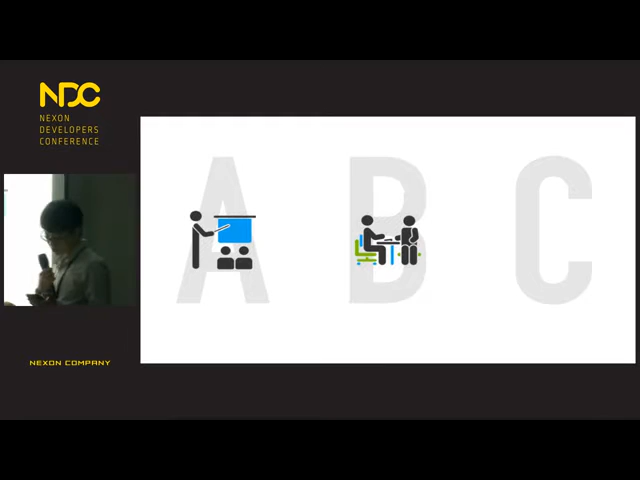 NDC
NEXON
DEVELOPERS
CONFERENCE
A B C
NEXON COMPANY